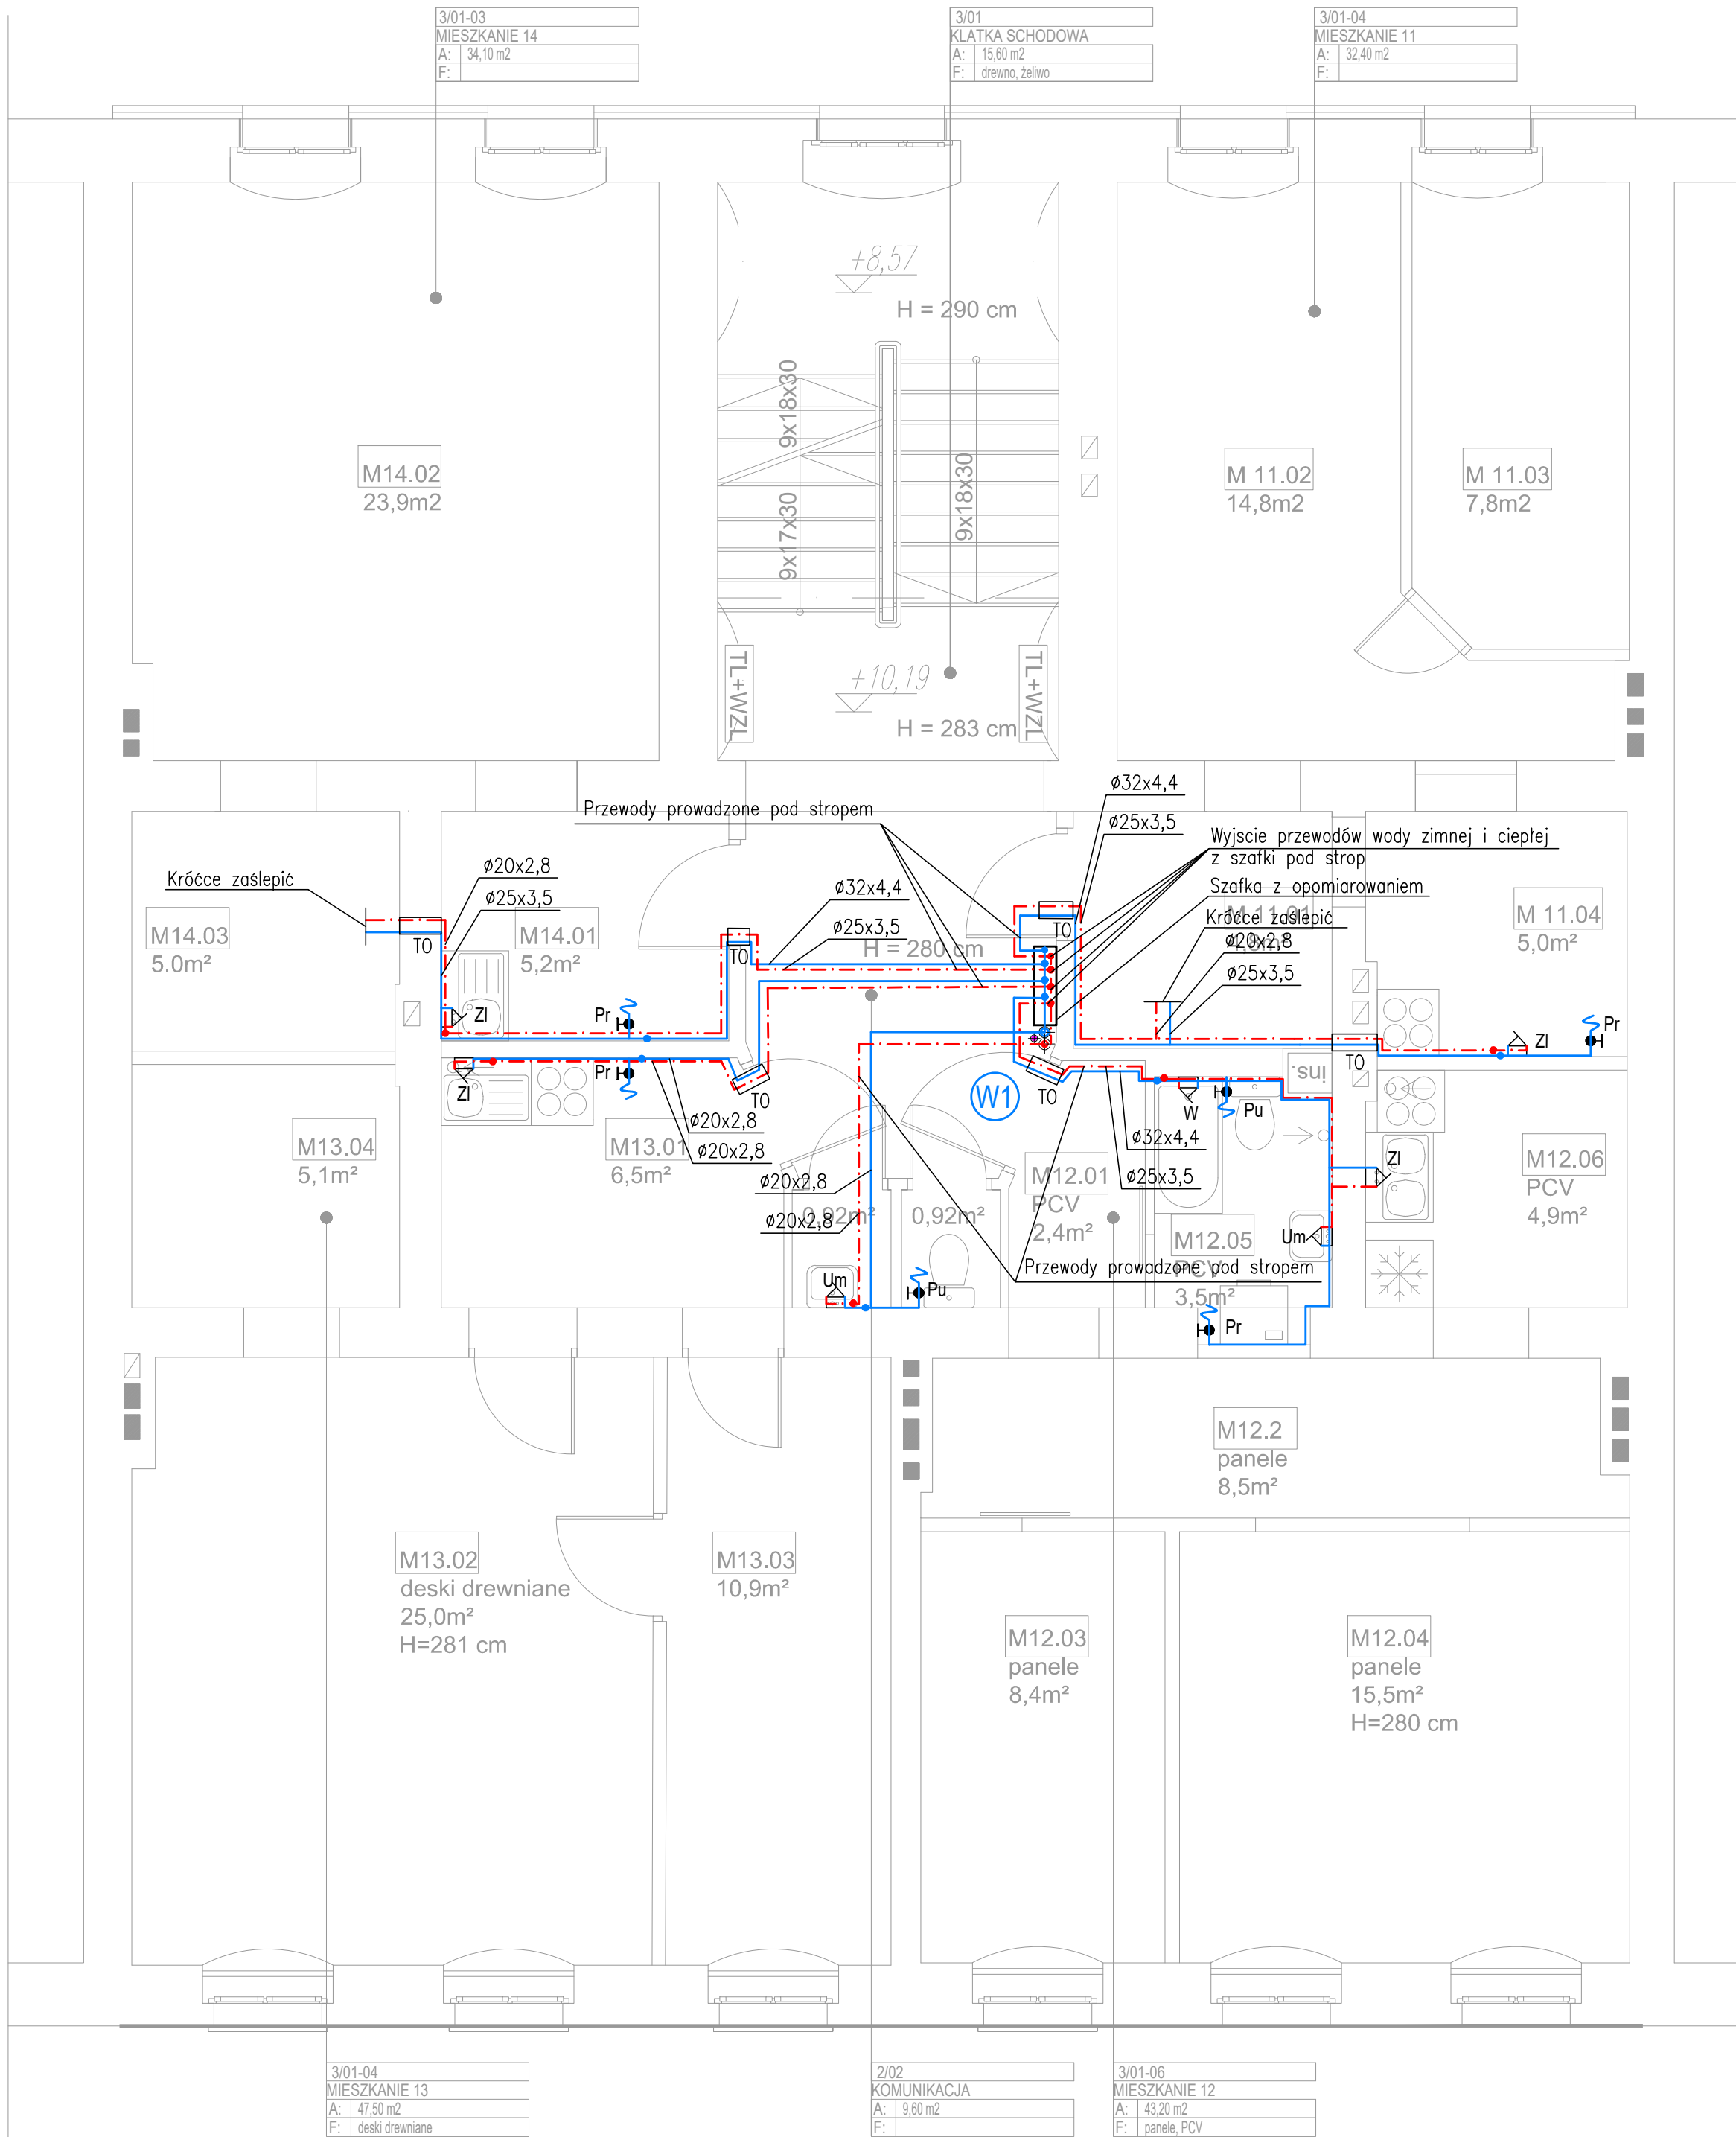 3/01-03
MIESZKANIE 14
A: 34,10 m2
F:
3/01
KLATKA SCHODOWA
A: 15,60 m2
F: drewno, żeliwo
3/01-04
MIESZKANIE 11
A: 32,40 m2
F:
+8,57
H = 290 cm
9x18x30
9x17x30
9x18x30
M14.02
23,9m2
M 11.02
14,8m2
M 11.03
7,8m2
TL+WZL
TL+WZL
+10,19
H = 283 cm
ø32x4,4
ø25x3,5
Przewody prowadzone pod stropem
Wyjscie przewodów wody zimnej i ciepłej
z szafki pod strop
Szafka z opomiarowaniem
Króćce zaślepić
ø20x2,8
ø25x3,5
Króćce zaślepić
ø20x2,8
ø25x3,5
ø32x4,4
ø25x3,5
H = 280 cm
M14.03
5.0m²
M14.01
5,2m²
M 11.01
4,8m²
M 11.04
5,0m²
TO
TO
TO
TO
TO
TO
Zl
Pr
Pr
Zl
Zl
Pr
ins.
W1
W
Pu
M13.04
5,1m²
M13.01
6,5m²
ø20x2,8
ø20x2,8
ø20x2,8
ø20x2,8
0,92m²
0,92m²
M12.01
PCV
2,4m²
ø32x4,4
ø25x3,5
Zl
M12.06
PCV
4,9m²
M12.05
PCV
3,5m²
Um
Przewody prowadzone pod stropem
Um
Pu
Pr
M12.2
panele
8,5m²
M13.02
deski drewniane
25,0m²
H=281 cm
M13.03
10,9m²
M12.03
panele
8,4m²
M12.04
panele
15,5m²
H=280 cm
3/01-04
MIESZKANIE 13
A: 47,50 m2
F: deski drewniane
2/02
KOMUNIKACJA
A: 9,60 m2
F:
3/01-06
MIESZKANIE 12
A: 43,20 m2
F: panele, PCV